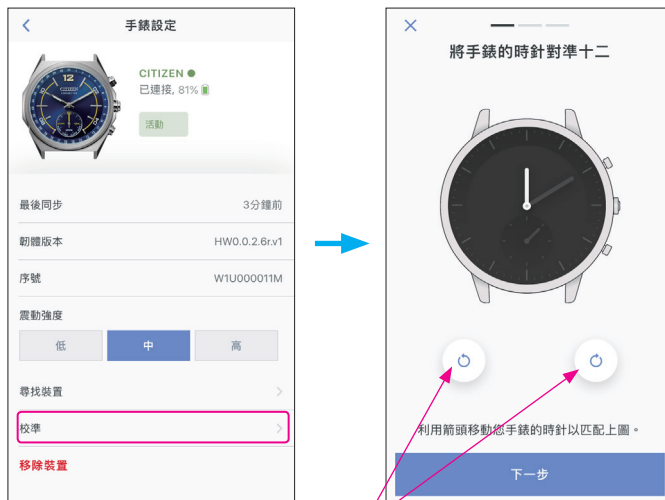 手錶設定
12
CITIZEN
CITIZEN
已連接, 81%
活動
最後同步
3分鐘前
韌體版本
HW0.0.2.6r.v1
序號
W1U000011M
震動強度
低
中
高
尋找裝置
校準
移除裝置
將手錶的時針對準十二
利用箭頭移動您手錶的時針以匹配上圖。
下一步